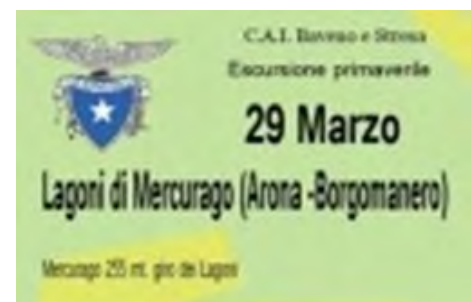 C.A.I. Baveno e Stresa
Escursione primaverile
29 Marzo
Lagoni di Mercurago (Arona -Borgomanero)
Mercurago 255 mt. giro dei Lagoni